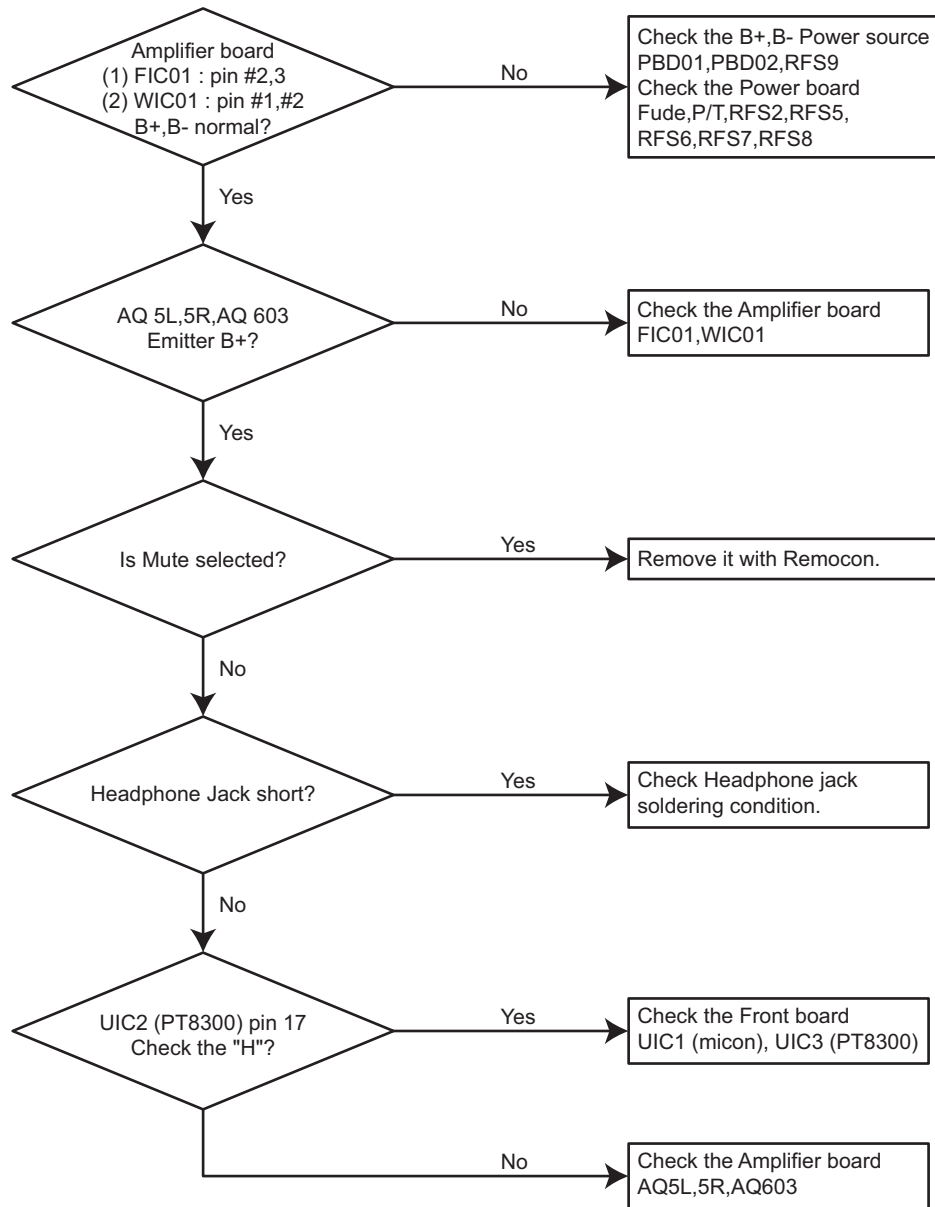 Amplifier board
(1) FIC01 : pin #2,3
(2) WIC01 : pin #1,#2
B+,B- normal?
No
Check the B+,B- Power source
PBD01,PBD02,RFS9
Check the Power board
Fude,P/T,RFS2,RFS5,
RFS6,RFS7,RFS8
Yes
AQ 5L,5R,AQ 603
Emitter B+?
No
Check the Amplifier board
FIC01,WIC01
Yes
Is Mute selected?
Yes
Remove it with Remocon.
No
Headphone Jack short?
Yes
Check Headphone jack
soldering condition.
No
UIC2 (PT8300) pin 17
Check the "H"?
Yes
Check the Front board
UIC1 (micon), UIC3 (PT8300)
No
Check the Amplifier board
AQ5L,5R,AQ603